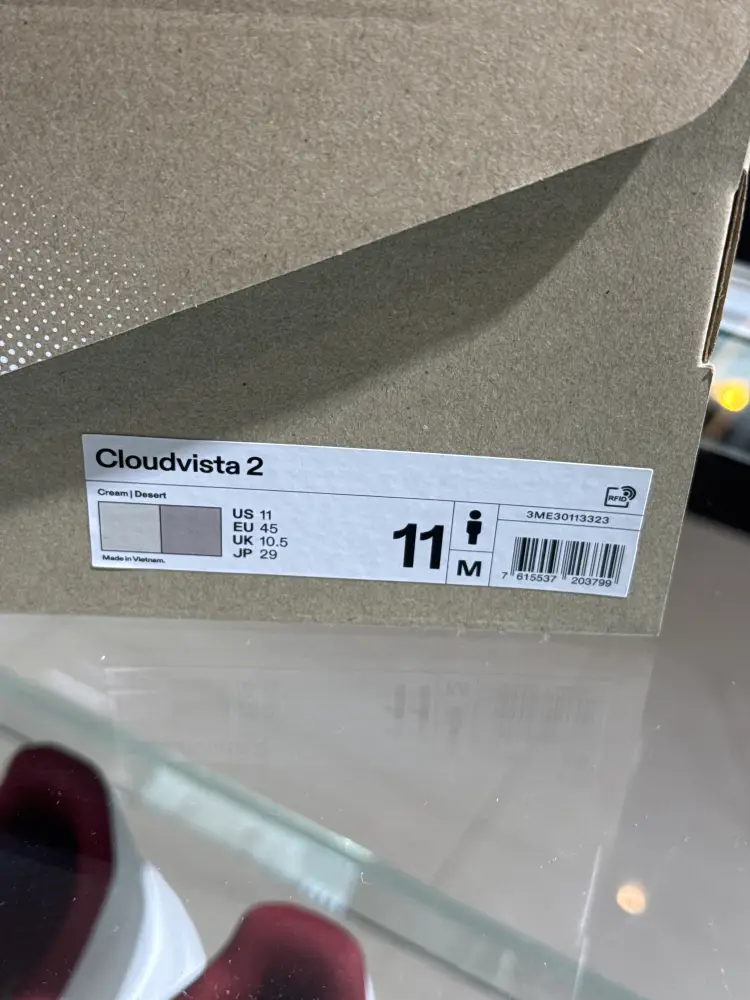 Cloudvista 2
Cream | Desert
US 11
EU 45
UK 10.5
JP 29
Made in Vietnam.
11
M
RFID
3ME30113323
7 615537 203799